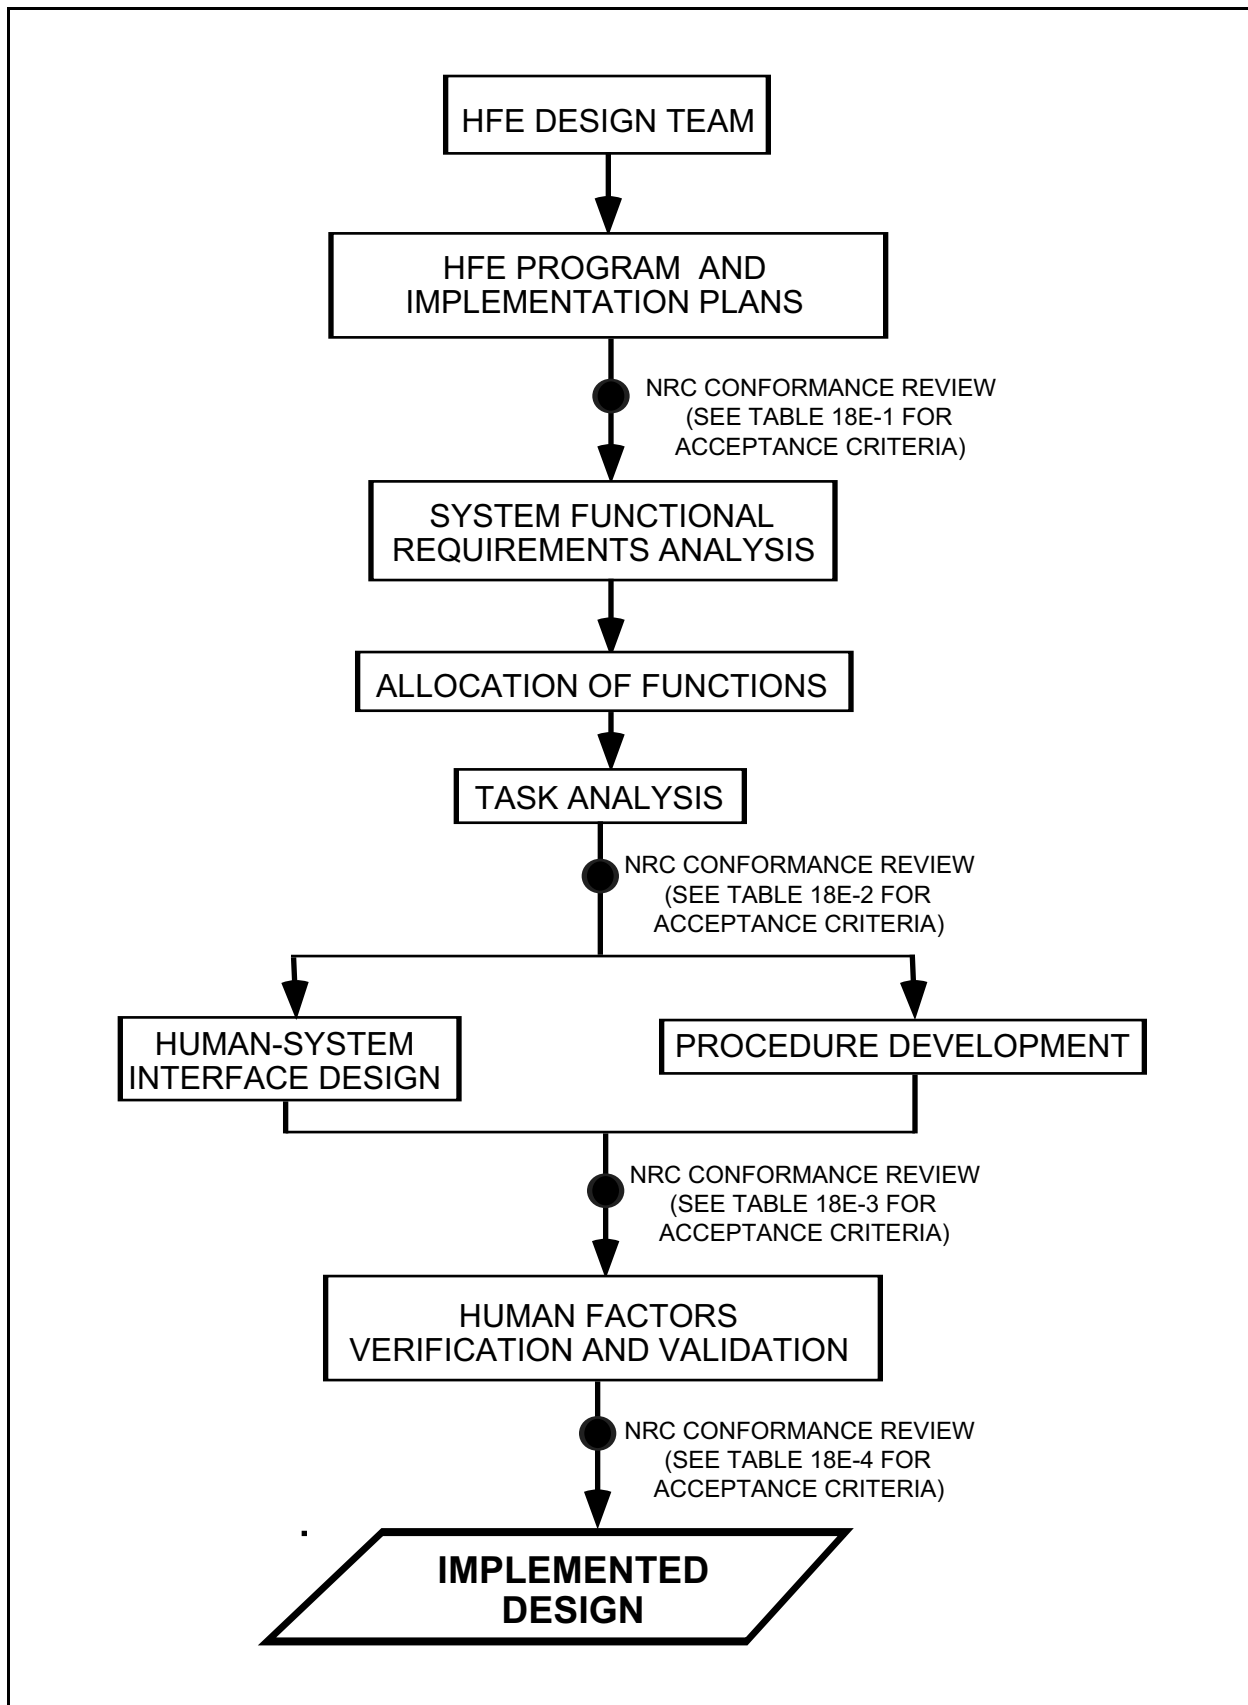 HFE DESIGN TEAM
HFE PROGRAM AND
IMPLEMENTATION PLANS
NRC CONFORMANCE REVIEW
(SEE TABLE 18E-1 FOR
ACCEPTANCE CRITERIA)
SYSTEM FUNCTIONAL
REQUIREMENTS ANALYSIS
ALLOCATION OF FUNCTIONS
TASK ANALYSIS
NRC CONFORMANCE REVIEW
(SEE TABLE 18E-2 FOR
ACCEPTANCE CRITERIA)
HUMAN-SYSTEM
INTERFACE DESIGN
PROCEDURE DEVELOPMENT
NRC CONFORMANCE REVIEW
(SEE TABLE 18E-3 FOR
ACCEPTANCE CRITERIA)
HUMAN FACTORS
VERIFICATION AND VALIDATION
NRC CONFORMANCE REVIEW
(SEE TABLE 18E-4 FOR
ACCEPTANCE CRITERIA)
IMPLEMENTED
DESIGN